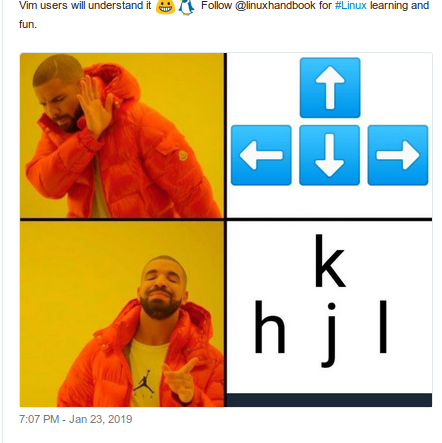 Vim users will understand it 😀 🐧 Follow @linuxhandbook for #Linux learning and
fun.
k
h j l
7:07 PM - Jan 23, 2019